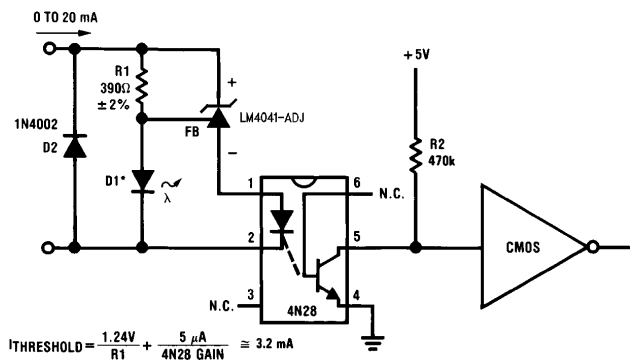 0 TO 20 mA
R1
390Ω
±2%
+
LM4041-ADJ
FB
−
1N4002
D2
D1*
λ
+5V
R2
470k
1
6
N.C.
2
5
CMOS
N.C.
3
4
4N28
ITHRESHOLD = 1.24V / R1 + 5 μA / 4N28 GAIN ≅ 3.2 mA